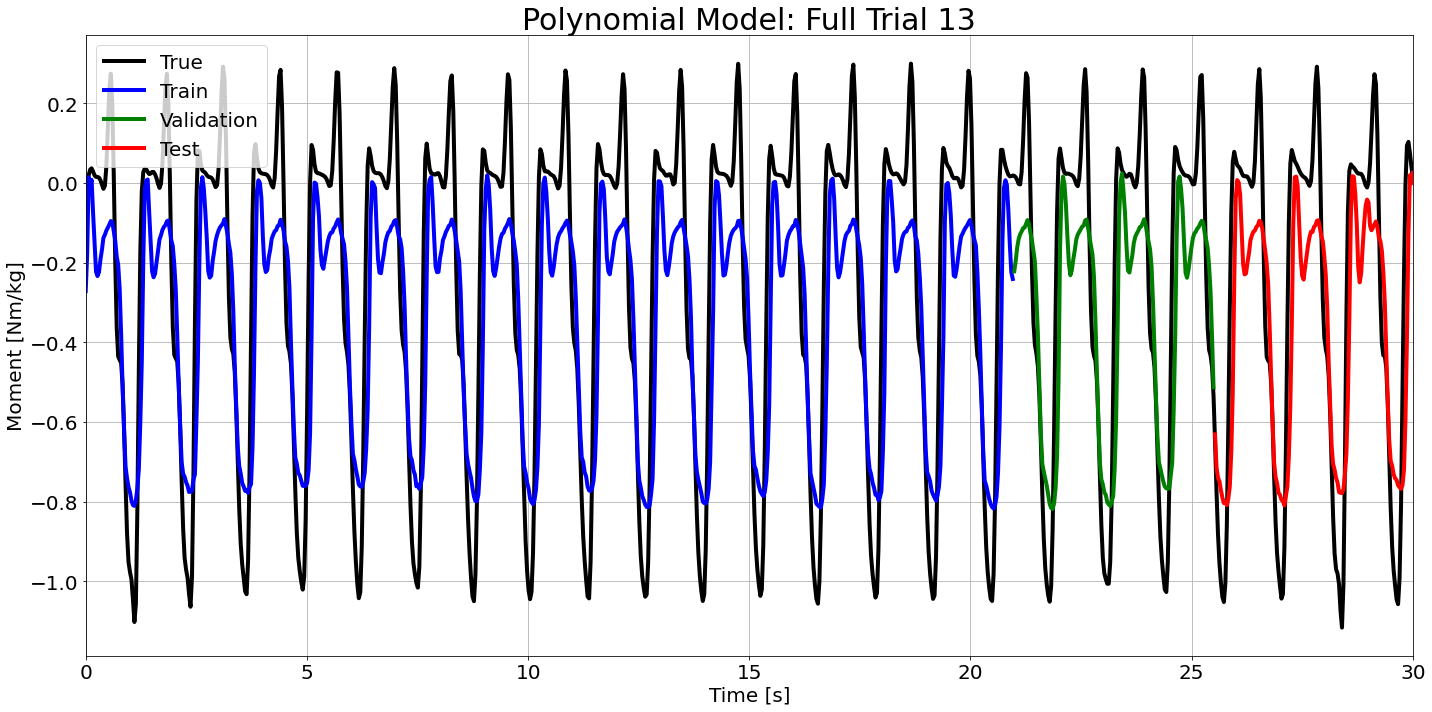 Polynomial Model: Full Trial 13
True
Train
Validation
Test
0.2
0.0
−0.2
−0.4
−0.6
−0.8
−1.0
Moment [Nm/kg]
0 5 10 15 20 25 30
Time [s]